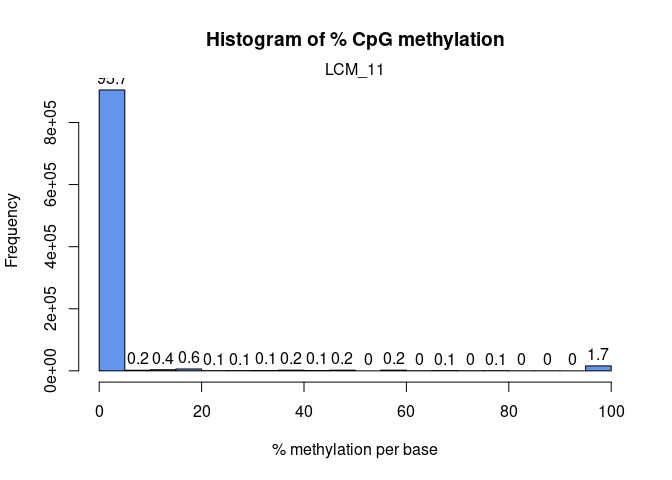 Histogram of % CpG methylation
LCM_11
95.7
0.2 0.4 0.6 0.1 0.1 0.1 0.2 0.1 0.2 0 0.2 0 0.1 0 0.1 0 0 0 1.7
Frequency
8e+05
6e+05
4e+05
2e+05
0e+00
0 20 40 60 80 100
% methylation per base